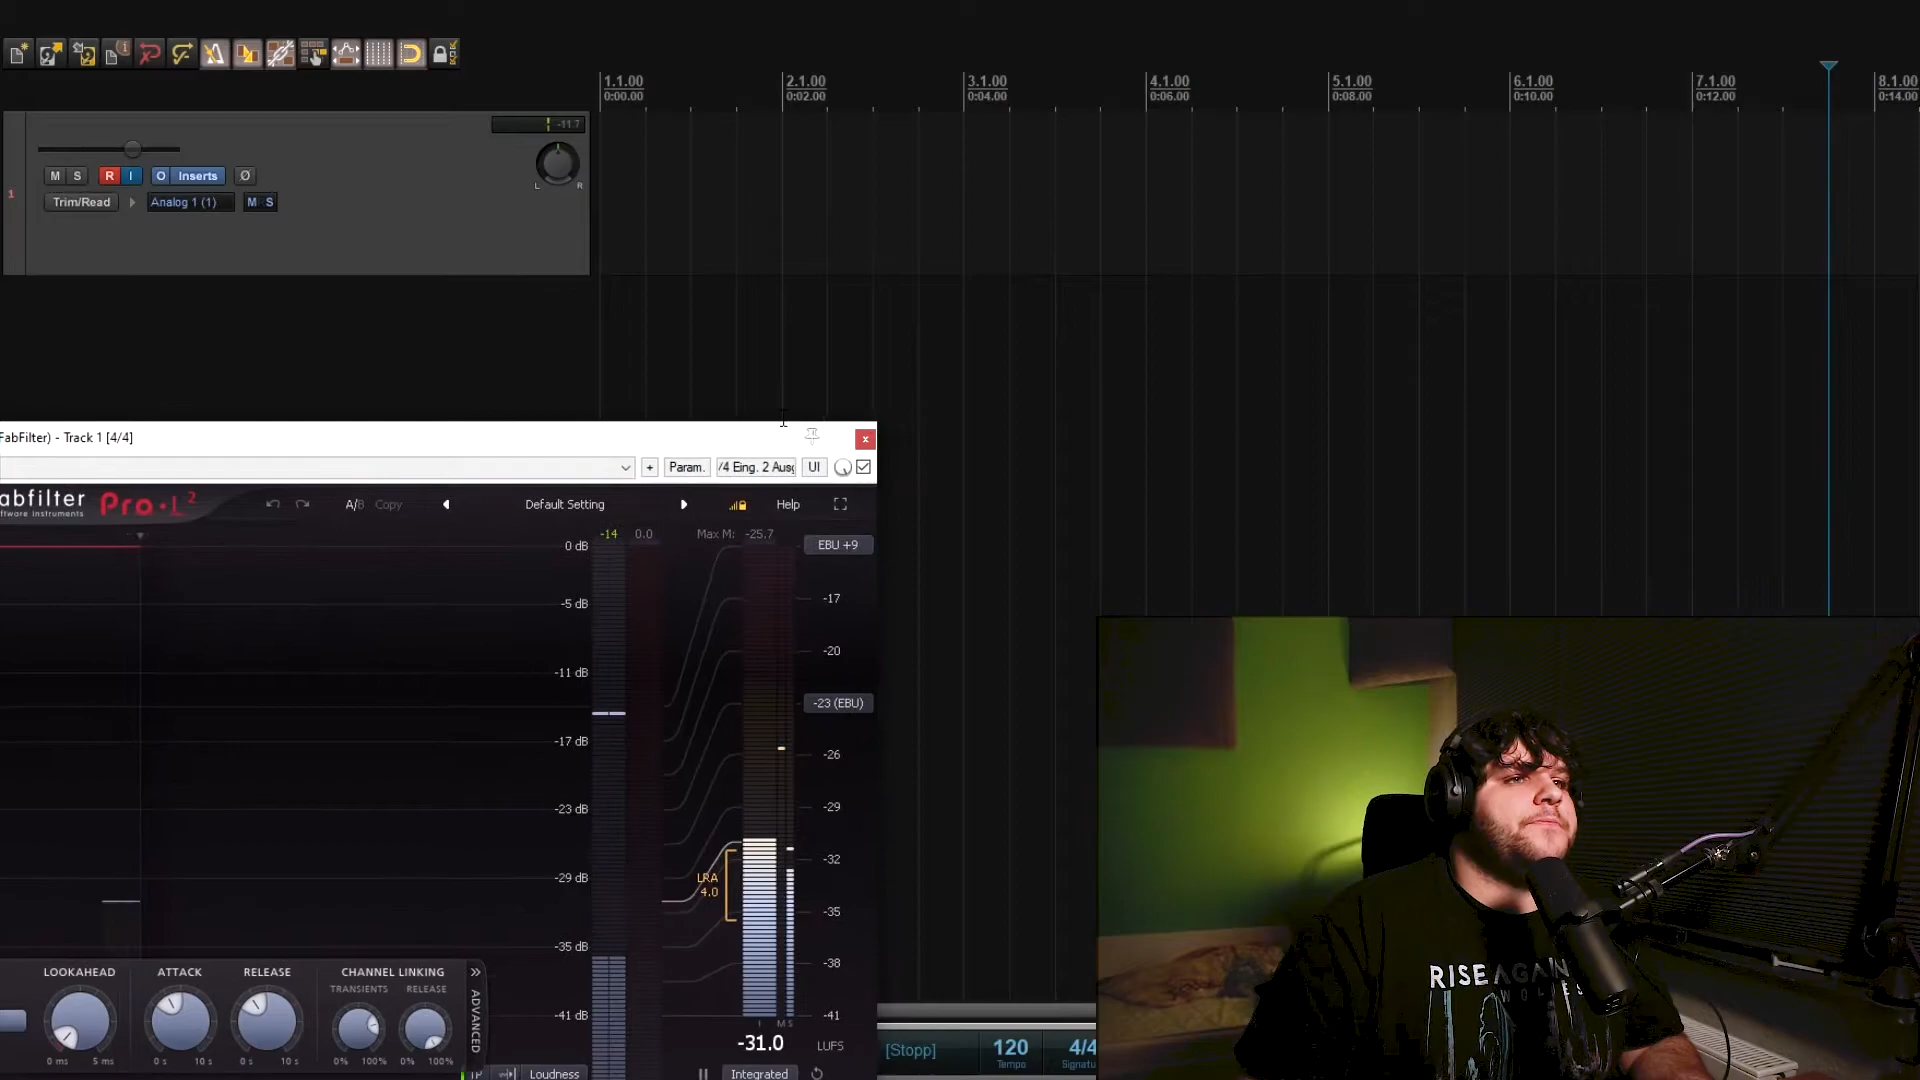 1.1.00 2.1.00 3.1.00 4.1.00 5.1.00 6.1.00 7.1.00 8.1.00
0:00.00 0:02.00 0:04.00 0:06.00 0:08.00 0:10.00 0:12.00 0:14.00
-11.7
M S R I O Inserts Ø
L R
1
Trim/Read Analog 1 (1) M S
FabFilter) - Track 1 [4/4]
+ Param. /4 Eing. 2 Ausg UI
abfilter Pro·L 2
software instruments
A/B Copy Default Setting Help
-14 0.0 Max M: -25.7
0 dB EBU +9
-5 dB -17
-11 dB -20
-23 (EBU)
-17 dB -26
-23 dB -29
-29 dB -32
LRA
4.0
-35 dB -35
-38
-41 dB -41
I M S
LOOKAHEAD ATTACK RELEASE CHANNEL LINKING
TRANSIENTS RELEASE
ADVANCED
0 ms 5 ms 0 s 10 s 0 s 10 s 0% 100% 0% 100%
-31.0 LUFS
TP Loudness Integrated
[Stopp] 120 4/4
Tempo Signatu
RISE AGAIN